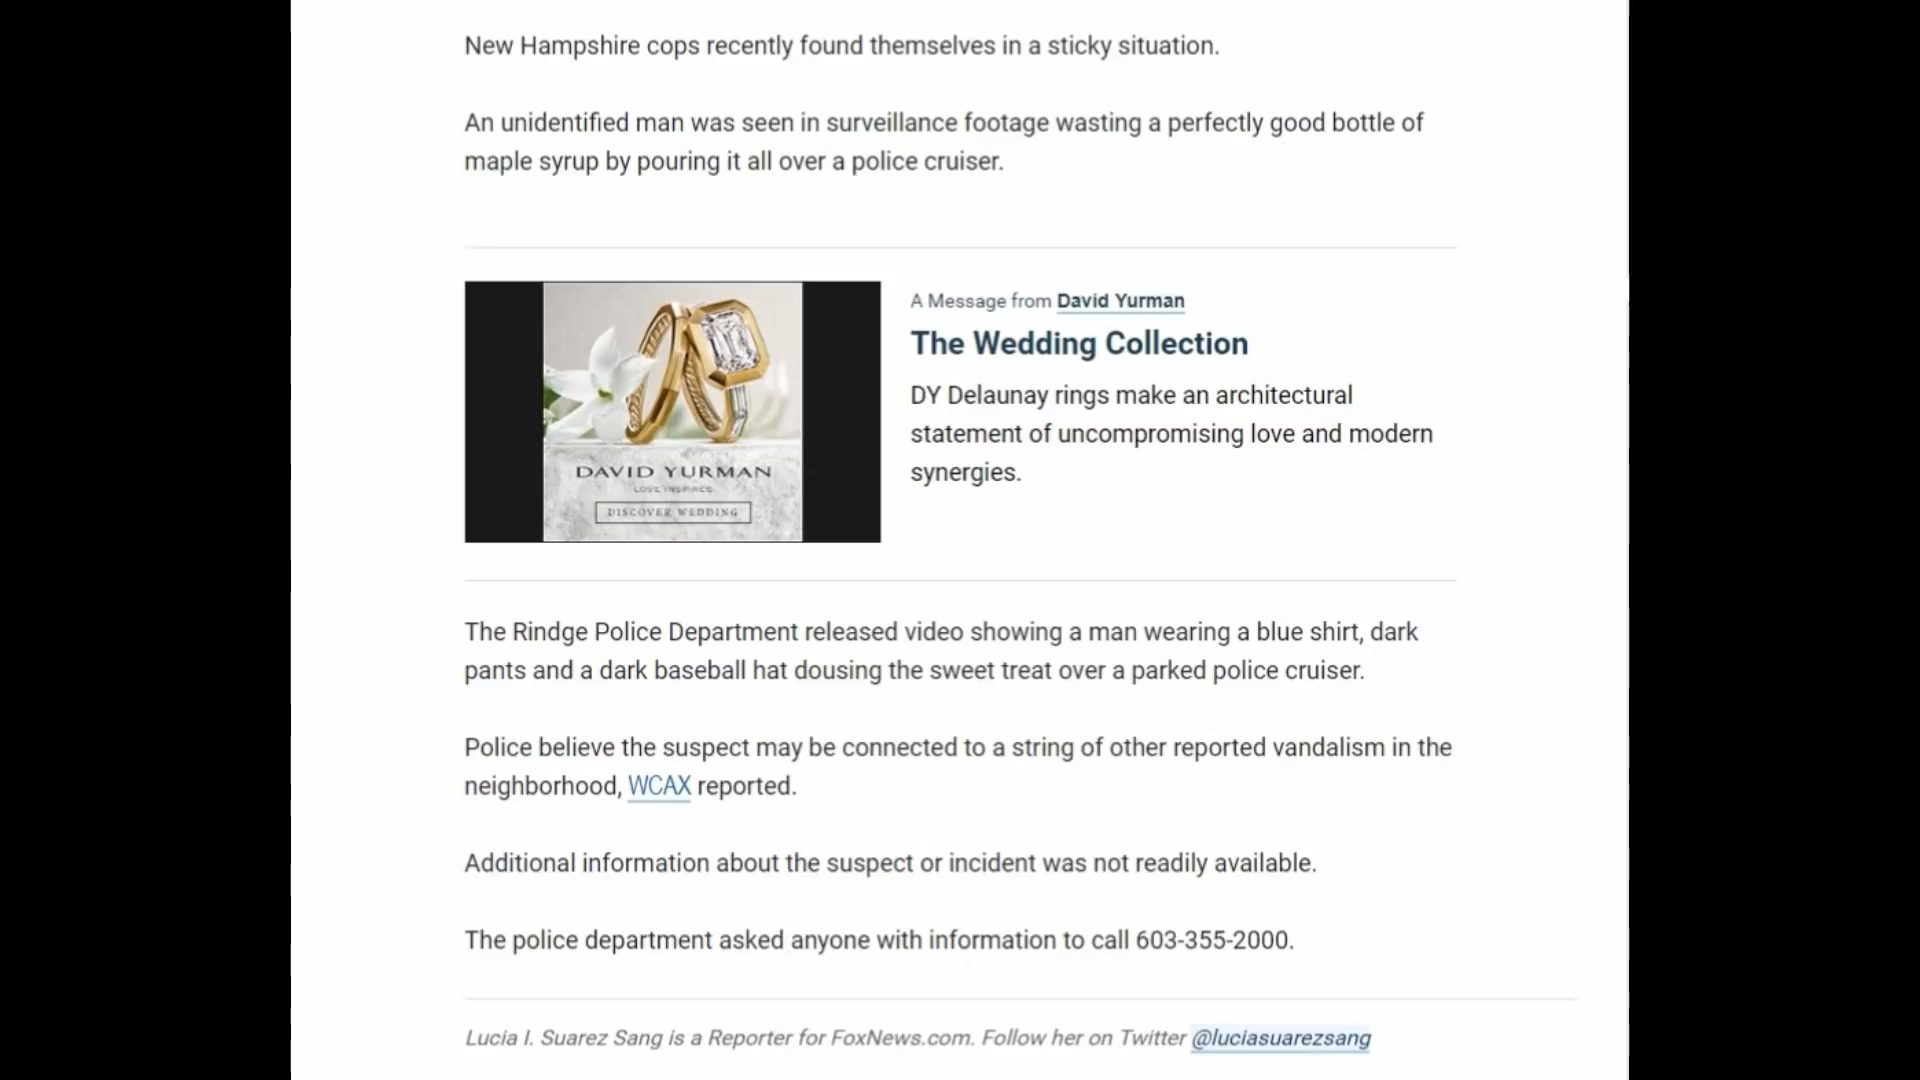 New Hampshire cops recently found themselves in a sticky situation.
An unidentified man was seen in surveillance footage wasting a perfectly good bottle of
maple syrup by pouring it all over a police cruiser.
DAVID YURMAN
LOVE INSPIRES
DISCOVER WEDDING
A Message from David Yurman
The Wedding Collection
DY Delaunay rings make an architectural
statement of uncompromising love and modern
synergies.
The Rindge Police Department released video showing a man wearing a blue shirt, dark
pants and a dark baseball hat dousing the sweet treat over a parked police cruiser.
Police believe the suspect may be connected to a string of other reported vandalism in the
neighborhood, WCAX reported.
Additional information about the suspect or incident was not readily available.
The police department asked anyone with information to call 603-355-2000.
Lucia I. Suarez Sang is a Reporter for FoxNews.com. Follow her on Twitter @luciasuarezsang